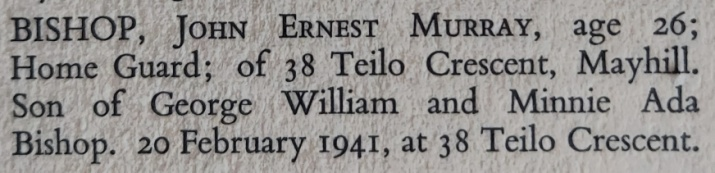 BISHOP, JOHN ERNEST MURRAY, age 26;
Home Guard; of 38 Teilo Crescent, Mayhill.
Son of George William and Minnie Ada
Bishop. 20 February 1941, at 38 Teilo Crescent.